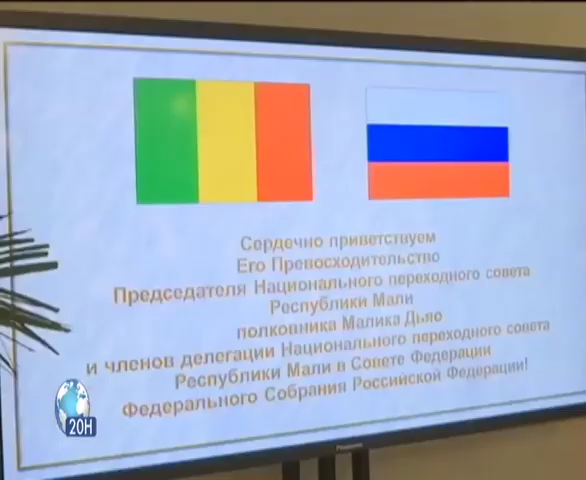 Сердечно приветствуем
Его Превосходительство
Председателя Национального переходного совета
Республики Мали
полковника Малика Дьяо
и членов делегации Национального переходного совета
Республики Мали в Совете Федерации
Федерального Собрания Российской Федерации!
20H
Panasonic